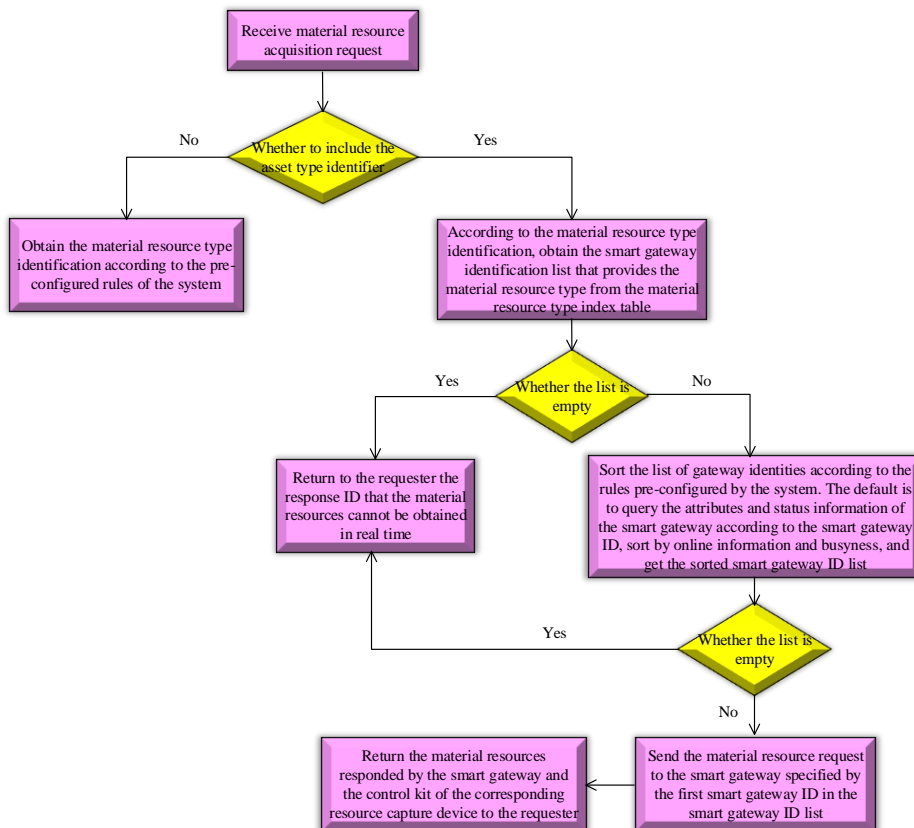 Receive material resource
acquisition request
No
Yes
Whether to include the
asset type identifier
Obtain the material resource type
identification according to the pre-
configured rules of the system
According to the material resource type
identification, obtain the smart gateway
identification list that provides the
material resource type from the material
resource type index table
Yes
No
Whether the list is
empty
Return to the requester the
response ID that the material
resources cannot be obtained
in real time
Sort the list of gateway identities according to the
rules pre-configured by the system. The default is
to query the attributes and status information of
the smart gateway according to the smart gateway
ID, sort by online information and busyness, and
get the sorted smart gateway ID list
Yes
Whether the list is
empty
No
Return the material resources
responded by the smart gateway and
the control kit of the corresponding
resource capture device to the requester
Send the material resource request
to the smart gateway specified by
the first smart gateway ID in the
smart gateway ID list